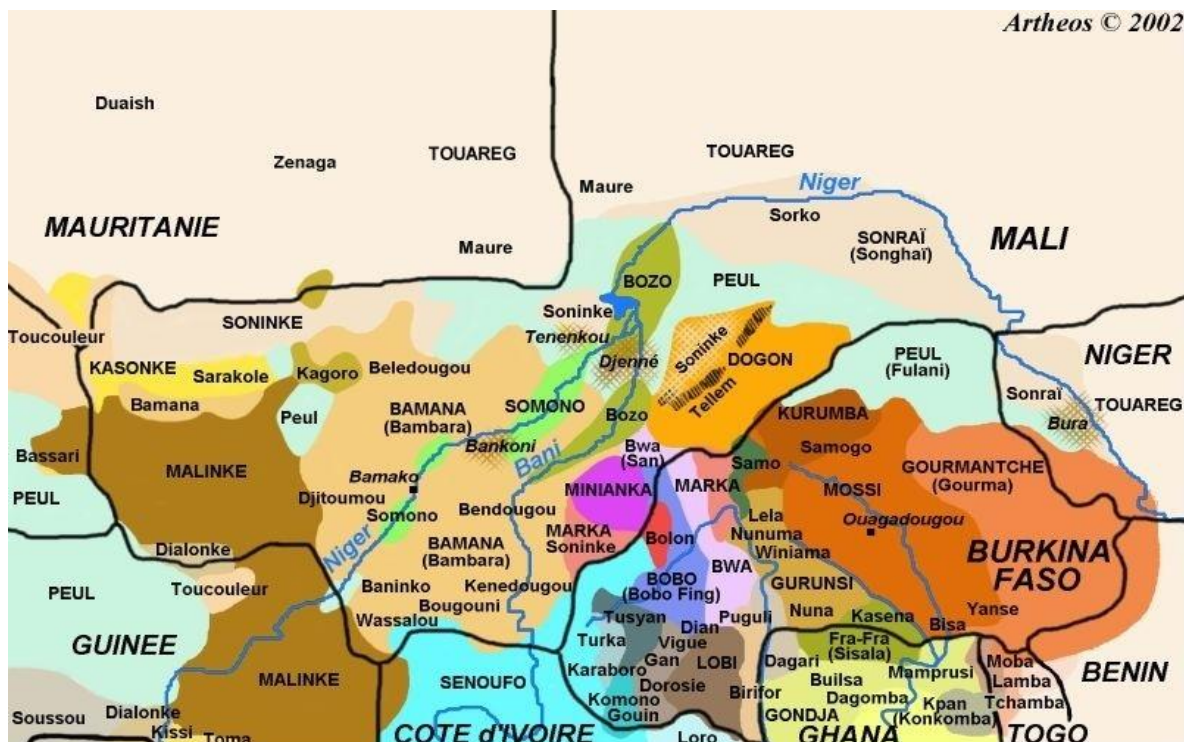 Artheos © 2002
Duaish
Zenaga
TOUAREG
TOUAREG
Maure
Niger
Sorko
MAURITANIE
Maure
SONRAÏ
(Songhaï)
MALI
BOZO
PEUL
Soninke
SONINKE
Toucouleur
Tenenkou
Djenné
Soninke
DOGON
PEUL
(Fulani)
NIGER
KASONKE
Sarakole
Kagoro
Beledougou
Tellem
Sonraï
TOUAREG
Bamana
Peul
BAMANA
(Bambara)
SOMONO
Bozo
KURUMBA
Bura
Bassari
MALINKE
Bankoni
Bani
Bwa
(San)
Samogo
Samo
GOURMANTCHE
(Gourma)
PEUL
Bamako
Djitoumou
Somono
Bendougou
MINIANKA
MARKA
MOSSI
Ouagadougou
Lela
Nunuma
Winiama
Dialonke
Niger
BAMANA
(Bambara)
MARKA
Soninke
Bolon
BURKINA
FASO
PEUL
Toucouleur
Baninko
Kenedougou
Bougouni
Wassalou
BOBO
(Bobo Fing)
BWA
GURUNSI
Nuna
Kasena
Yanse
Bisa
GUINEE
Tusyan
Dian
Puguli
Turka
Vigue
Fra-Fra
(Sisala)
MALINKE
SENOUFO
Karaboro
Gan
LOBI
Dagari
Builsa
Mamprusi
Moba
Lamba
Tchamba
BENIN
Dorosie
Komono
Gouin
Birifor
Dagomba
Kpan
(Konkomba)
Soussou
Dialonke
Kissi
Toma
COTE d'IVOIRE
Loro
GONDJA
GHANA
TOGO